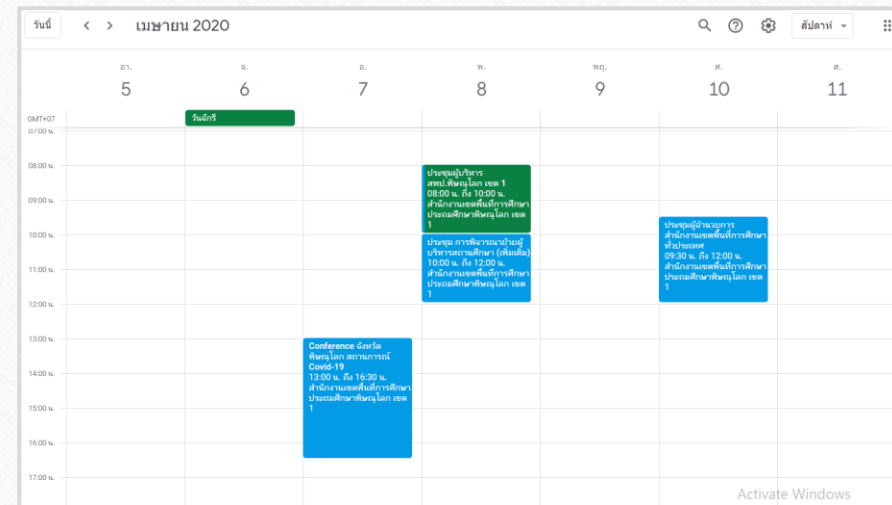 วันนี้ < > เมษายน 2020 สัปดาห์
อา. จ. อ. พ. พฤ. ศ. ส.
5 6 7 8 9 10 11
GMT+07
วันจักรี
07:00 น.
08:00 น.
09:00 น.
10:00 น.
11:00 น.
12:00 น.
13:00 น.
14:00 น.
15:00 น.
16:00 น.
17:00 น.
Conference จังหวัด
พิษณุโลก สถานการณ์
Covid-19
13:00 น. ถึง 16:30 น.
สำนักงานเขตพื้นที่การศึกษา
ประถมศึกษาพิษณุโลก เขต
1
ประชุมผู้บริหาร
สพป.พิษณุโลก เขต 1
08:00 น. ถึง 10:00 น.
สำนักงานเขตพื้นที่การศึกษา
ประถมศึกษาพิษณุโลก เขต
1
ประชุม การพิจารณาย้ายผู้
บริหารสถานศึกษา (เพิ่มเติม)
10:00 น. ถึง 12:00 น.
สำนักงานเขตพื้นที่การศึกษา
ประถมศึกษาพิษณุโลก เขต
1
ประชุมผู้อำนวยการ
สำนักงานเขตพื้นที่การศึกษา
ทั่วประเทศ
09:30 น. ถึง 12:00 น.
สำนักงานเขตพื้นที่การศึกษา
ประถมศึกษาพิษณุโลก เขต
1
Activate Windows